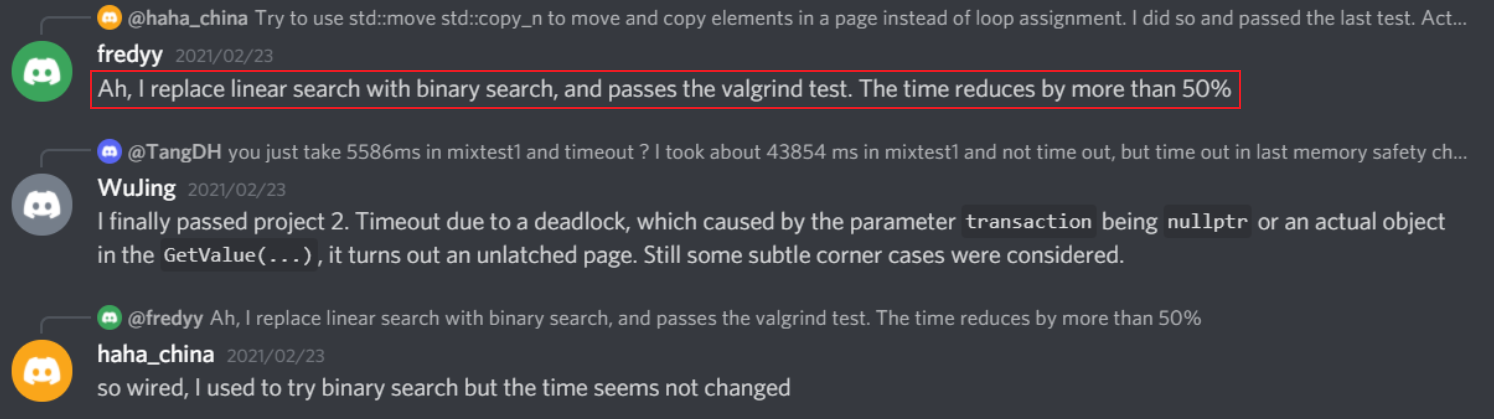 @haha_china Try to use std::move std::copy_n to move and copy elements in a page instead of loop assignment. I did so and passed the last test. Act...
fredyy 2021/02/23
Ah, I replace linear search with binary search, and passes the valgrind test. The time reduces by more than 50%
@TangDH you just take 5586ms in mixtest1 and timeout ? I took about 43854 ms in mixtest1 and not time out, but time out in last memory safety ch...
WuJing 2021/02/23
I finally passed project 2. Timeout due to a deadlock, which caused by the parameter transaction being nullptr or an actual object
in the GetValue(...), it turns out an unlatched page. Still some subtle corner cases were considered.
@fredyy Ah, I replace linear search with binary search, and passes the valgrind test. The time reduces by more than 50%
haha_china 2021/02/23
so wired, I used to try binary search but the time seems not changed